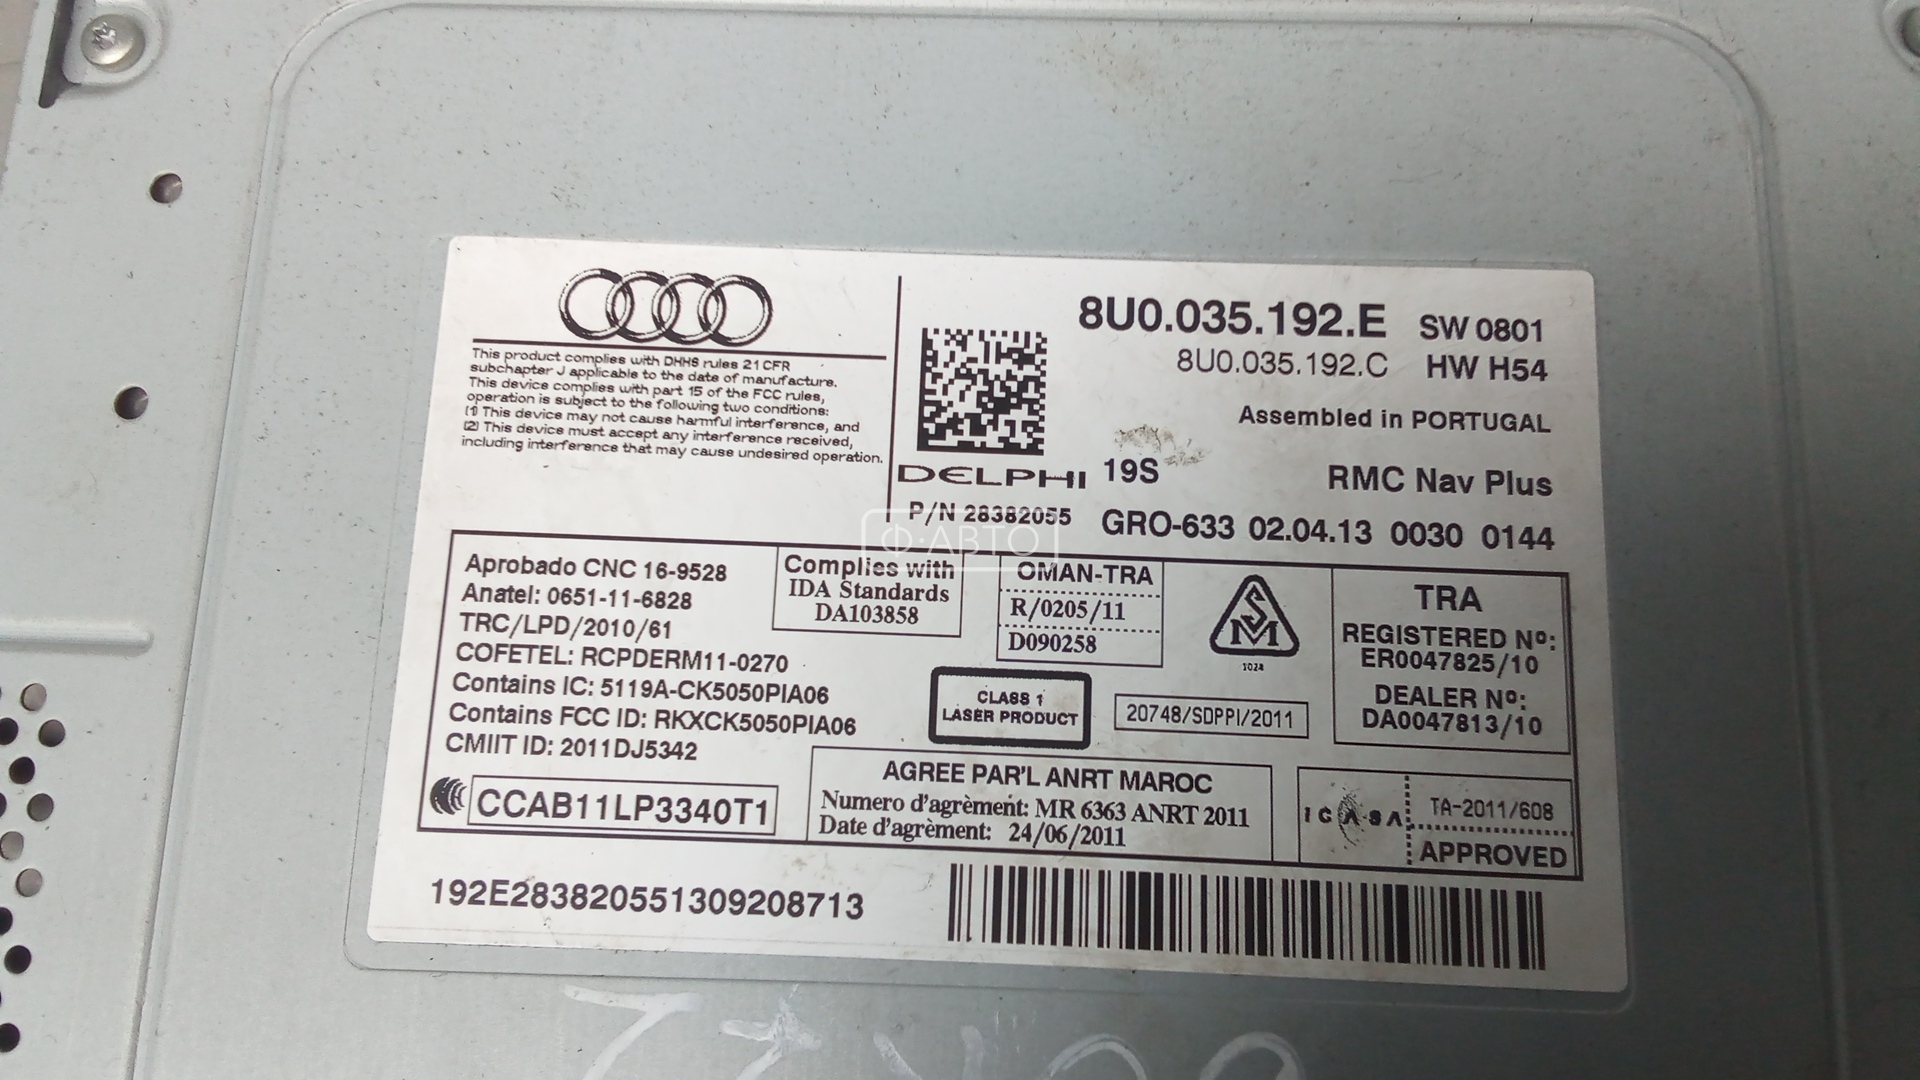 This product complies with DHHS rules 21 CFR
subchapter J applicable to the date of manufacture.
This device complies with part 15 of the FCC rules,
operation is subject to the following two conditions:
(1) This device may not cause harmful interference, and
(2) This device must accept any interference received,
including interference that may cause undesired operation.
8U0.035.192.E SW 0801
8U0.035.192.C HW H54
Assembled in PORTUGAL
DELPHI 19S RMC Nav Plus
P/N 28382055 GRO-633 02.04.13 0030 0144
Ф·АВТО
Aprobado CNC 16-9528
Anatel: 0651-11-6828
TRC/LPD/2010/61
COFETEL: RCPDERM11-0270
Contains IC: 5119A-CK5050PIA06
Contains FCC ID: RKXCK5050PIA06
CMIIT ID: 2011DJ5342
CCAB11LP3340T1
Complies with
IDA Standards
DA103858
OMAN-TRA
R/0205/11
D090258
CLASS 1
LASER PRODUCT
SM
1024
20748/SDPPI/2011
TRA
REGISTERED Nº:
ER0047825/10
DEALER Nº:
DA0047813/10
AGREE PAR'L ANRT MAROC
Numero d'agrèment: MR 6363 ANRT 2011
Date d'agrèment: 24/06/2011
ICASA
TA-2011/608
APPROVED
192E283820551309208713